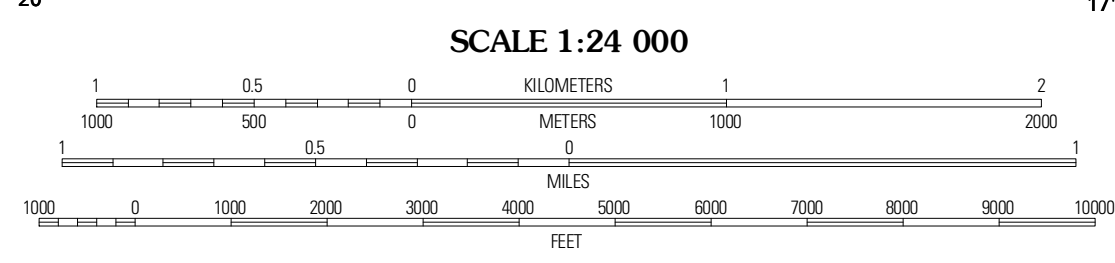 SCALE 1:24 000
1 0.5 0 KILOMETERS 1 2
1000 500 0 METERS 1000 2000
1 0.5 0 1
MILES
1000 0 1000 2000 3000 4000 5000 6000 7000 8000 9000 10000
FEET